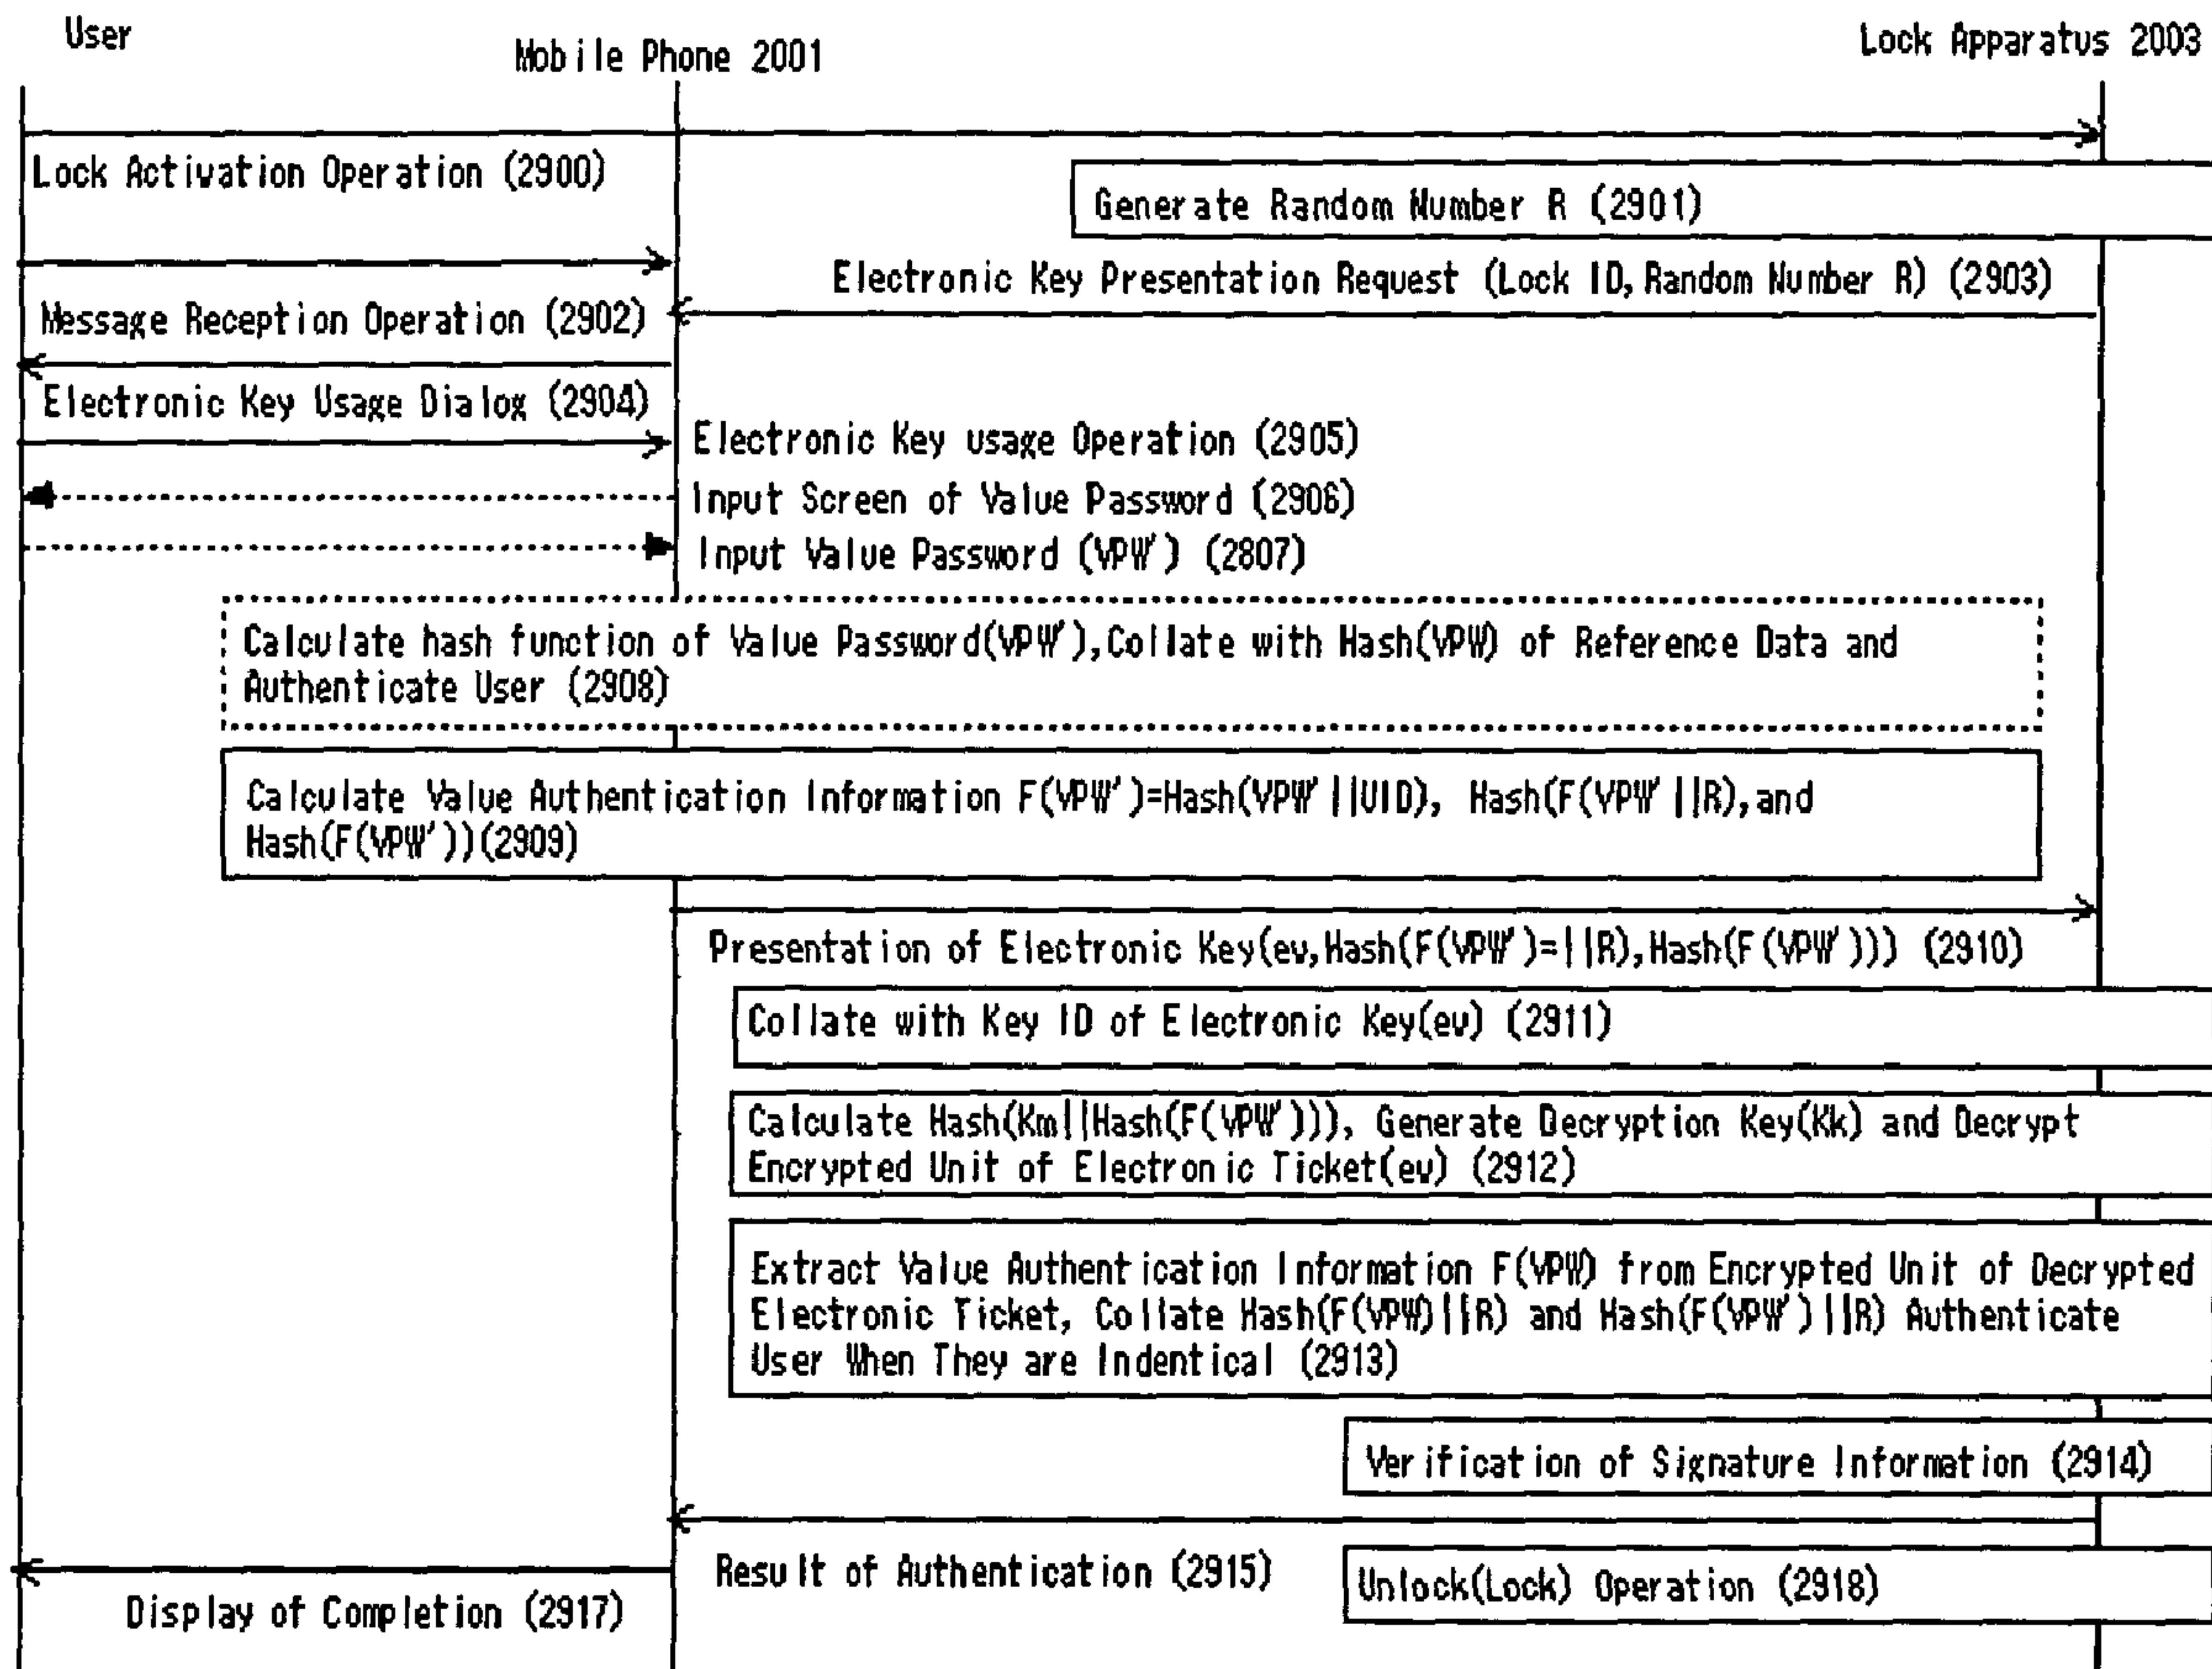 User
Mobile Phone 2001
Lock Apparatus 2003
Lock Activation Operation (2900)
Generate Random Number R (2901)
Electronic Key Presentation Request (Lock ID, Random Number R) (2903)
Message Reception Operation (2902)
Electronic Key Usage Dialog (2904)
Electronic Key usage Operation (2905)
Input Screen of Value Password (2906)
Input Value Password (VPW') (2807)
Calculate hash function of Value Password(VPW'),Collate with Hash(VPW) of Reference Data and
Authenticate User (2908)
Calculate Value Authentication Information F(VPW')=Hash(VPW'||UID), Hash(F(VPW'||R),and
Hash(F(VPW'))(2909)
Presentation of Electronic Key(ev,Hash(F(VPW')=||R),Hash(F(VPW'))) (2910)
Collate with Key ID of Electronic Key(ev) (2911)
Calculate Hash(Km||Hash(F(VPW'))), Generate Decryption Key(Kk) and Decrypt
Encrypted Unit of Electronic Ticket(ev) (2912)
Extract Value Authentication Information F(VPW) from Encrypted Unit of Decrypted
Electronic Ticket, Collate Hash(F(VPW)||R) and Hash(F(VPW')||R) Authenticate
User When They are Indentical (2913)
Verification of Signature Information (2914)
Result of Authentication (2915)
Unlock(Lock) Operation (2918)
Display of Completion (2917)